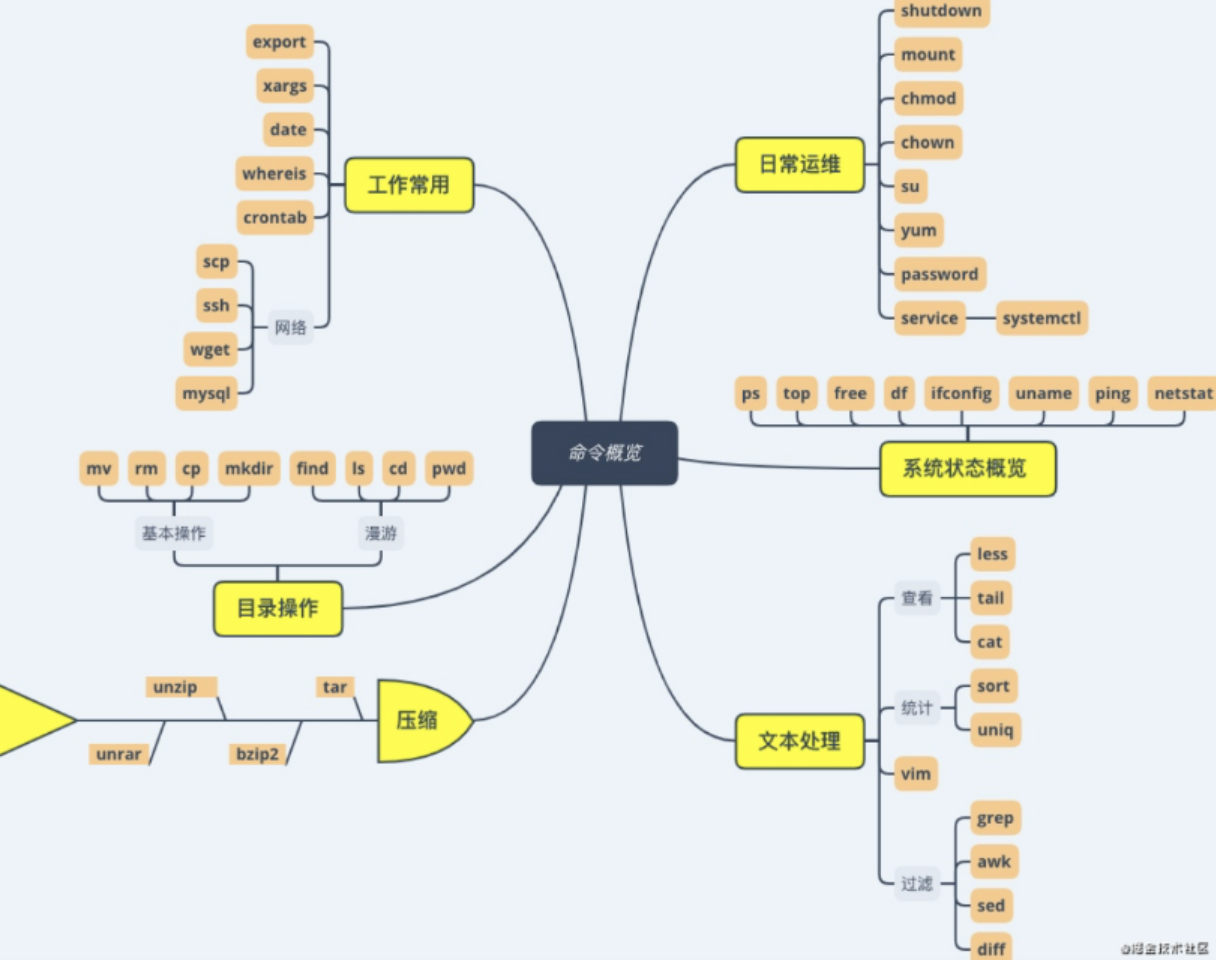 命令概览
工作常用
export
xargs
date
whereis
crontab
网络
scp
ssh
wget
mysql
日常运维
shutdown
mount
chmod
chown
su
yum
password
service
systemctl
系统状态概览
ps
top
free
df
ifconfig
uname
ping
netstat
目录操作
基本操作
mv
rm
cp
mkdir
漫游
find
ls
cd
pwd
压缩
tar
bzip2
unzip
unrar
文本处理
查看
less
tail
cat
统计
sort
uniq
vim
过滤
grep
awk
sed
diff
@掘金技术社区